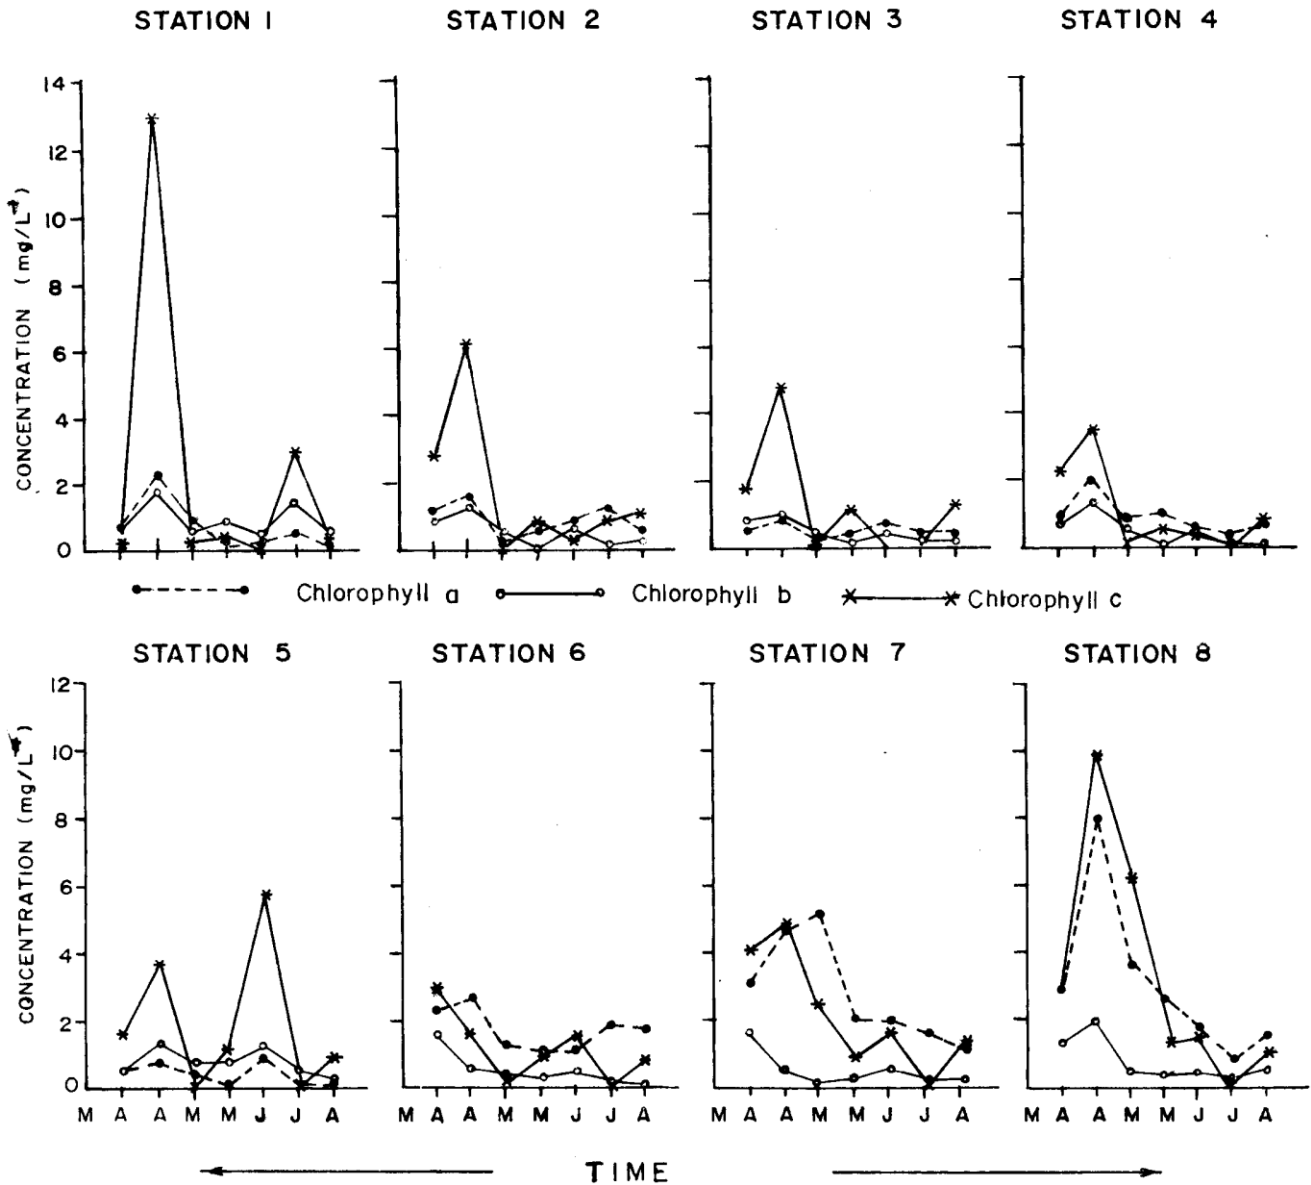 STATION 1 STATION 2 STATION 3 STATION 4
14
12
10
8
6
4
2
0
CONCENTRATION (mg/L
Chlorophyll a Chlorophyll b Chlorophyll c
STATION 5 STATION 6 STATION 7 STATION 8
12
10
8
6
4
2
0
CONCENTRATION (mg/L
M A A M M J J A M A A M M J J A M A A M M J J A M A A M M J J A
TIME